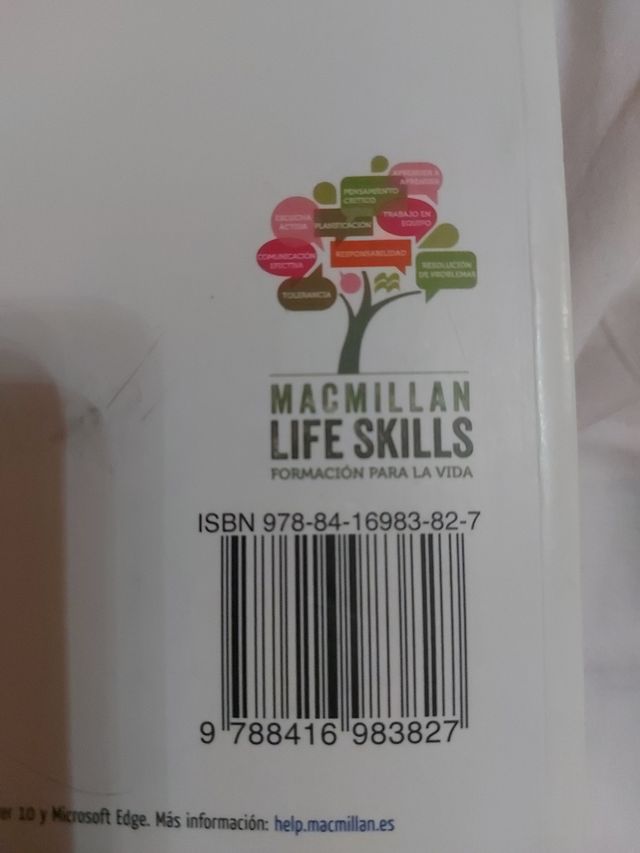 APRENDER A
APRENDER
PENSAMIENTO
CRÍTICO
ESCUCHA
ACTIVA
PLANIFICACIÓN
TRABAJO EN
EQUIPO
COMUNICACIÓN
EFECTIVA
RESPONSABILIDAD
RESOLUCIÓN
DE PROBLEMAS
TOLERANCIA
MACMILLAN
LIFE SKILLS
FORMACIÓN PARA LA VIDA
ISBN 978-84-16983-82-7
9 788416 983827
er 10 y Microsoft Edge. Más información: help.macmillan.es